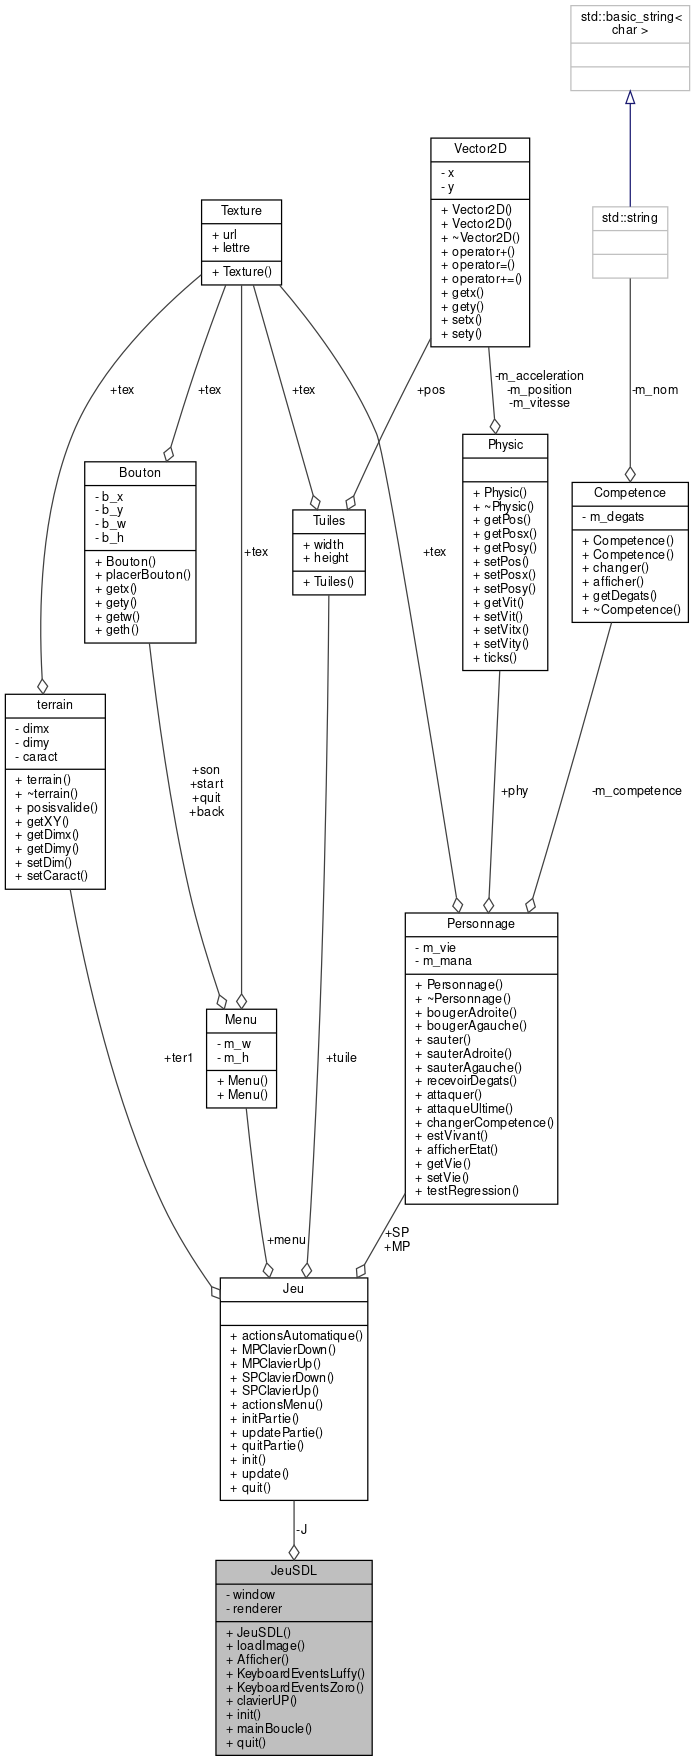 std::basic_string<
char >
Vector2D
- x
- y
+ Vector2D()
+ Vector2D()
+ ~Vector2D()
+ operator+()
+ operator=()
+ operator+=()
+ getx()
+ gety()
+ setx()
+ sety()
Texture
+ url
+ lettre
+ Texture()
std::string
+tex
+tex
+tex
+pos
-m_acceleration
-m_position
-m_vitesse
-m_nom
Bouton
- b_x
- b_y
- b_w
- b_h
+ Bouton()
+ placerBouton()
+ getx()
+ gety()
+ getw()
+ geth()
+tex
Tuiles
+ width
+ height
+ Tuiles()
+tex
Physic
+ Physic()
+ ~Physic()
+ getPos()
+ getPosx()
+ getPosy()
+ setPos()
+ setPosx()
+ setPosy()
+ getVit()
+ setVit()
+ setVitx()
+ setVity()
+ ticks()
Competence
- m_degats
+ Competence()
+ Competence()
+ changer()
+ afficher()
+ getDegats()
+ ~Competence()
terrain
- dimx
- dimy
- caract
+ terrain()
+ ~terrain()
+ posisvalide()
+ getXY()
+ getDimx()
+ getDimy()
+ setDim()
+ setCaract()
+son
+start
+quit
+back
+phy
-m_competence
Personnage
- m_vie
- m_mana
+ Personnage()
+ ~Personnage()
+ bougerAdroite()
+ bougerAgauche()
+ sauter()
+ sauterAdroite()
+ sauterAgauche()
+ recevoirDegats()
+ attaquer()
+ attaqueUltime()
+ changerCompetence()
+ estVivant()
+ afficherEtat()
+ getVie()
+ setVie()
+ testRegression()
Menu
- m_w
- m_h
+ Menu()
+ Menu()
+ter1
+tuile
+menu
+SP
+MP
Jeu
+ actionsAutomatique()
+ MPClavierDown()
+ MPClavierUp()
+ SPClavierDown()
+ SPClavierUp()
+ actionsMenu()
+ initPartie()
+ updatePartie()
+ quitPartie()
+ init()
+ update()
+ quit()
-J
JeuSDL
- window
- renderer
+ JeuSDL()
+ loadImage()
+ Afficher()
+ KeyboardEventsLuffy()
+ KeyboardEventsZoro()
+ clavierUP()
+ init()
+ mainBoucle()
+ quit()